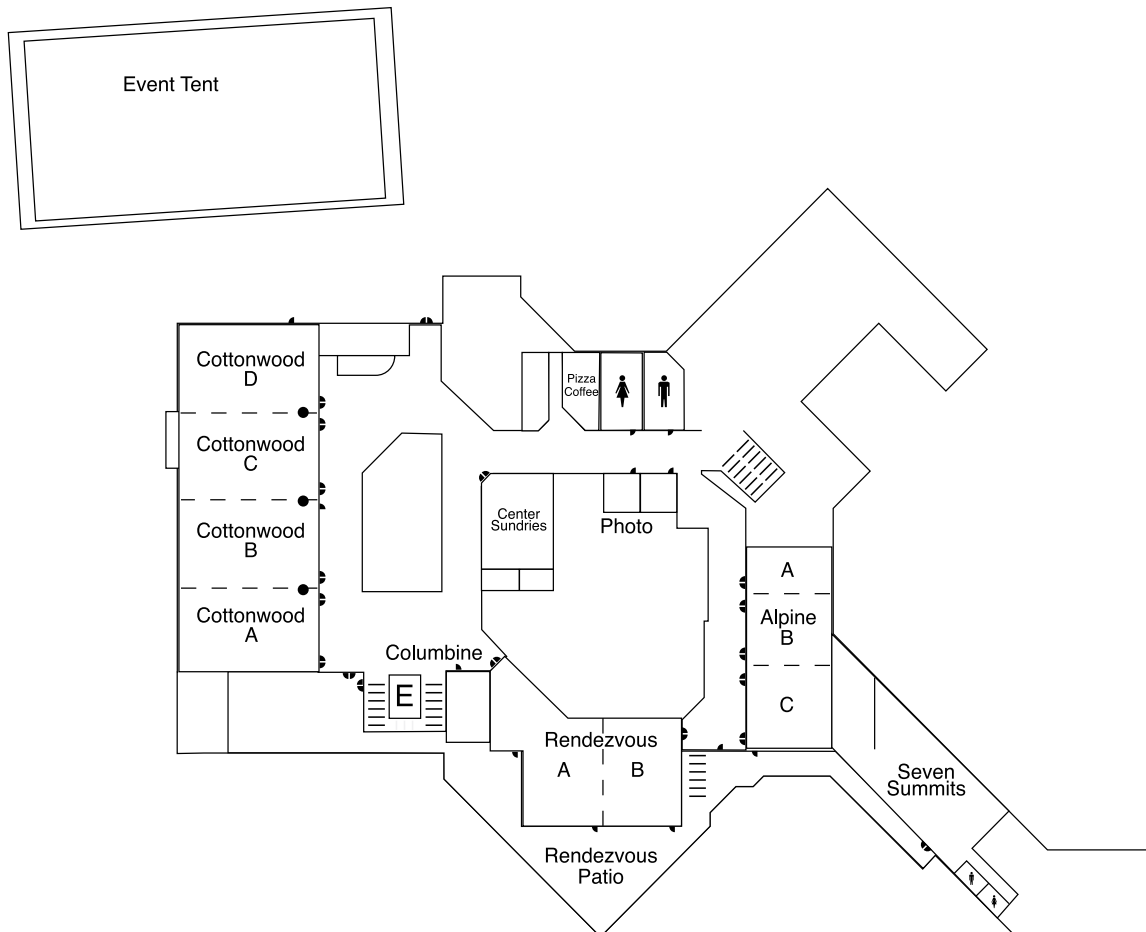 Event Tent
Cottonwood
D
Cottonwood
C
Cottonwood
B
Cottonwood
A
Pizza
Coffee
Center
Sundries
Photo
Columbine
E
Rendezvous
A
B
Rendezvous
Patio
A
Alpine
B
C
Seven
Summits